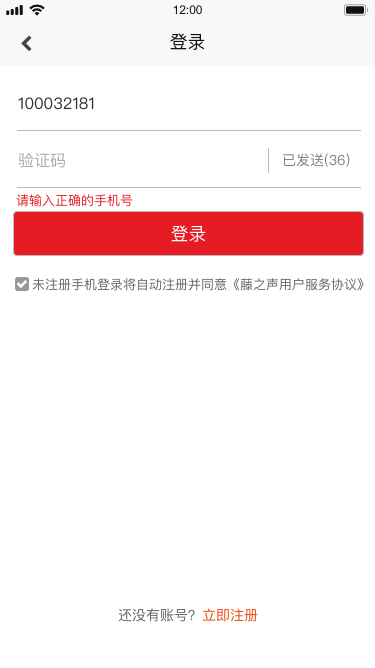 12:00
登录
100032181
验证码
已发送(36)
请输入正确的手机号
登录
未注册手机登录将自动注册并同意《藤之声用户服务协议》
还没有账号? 立即注册